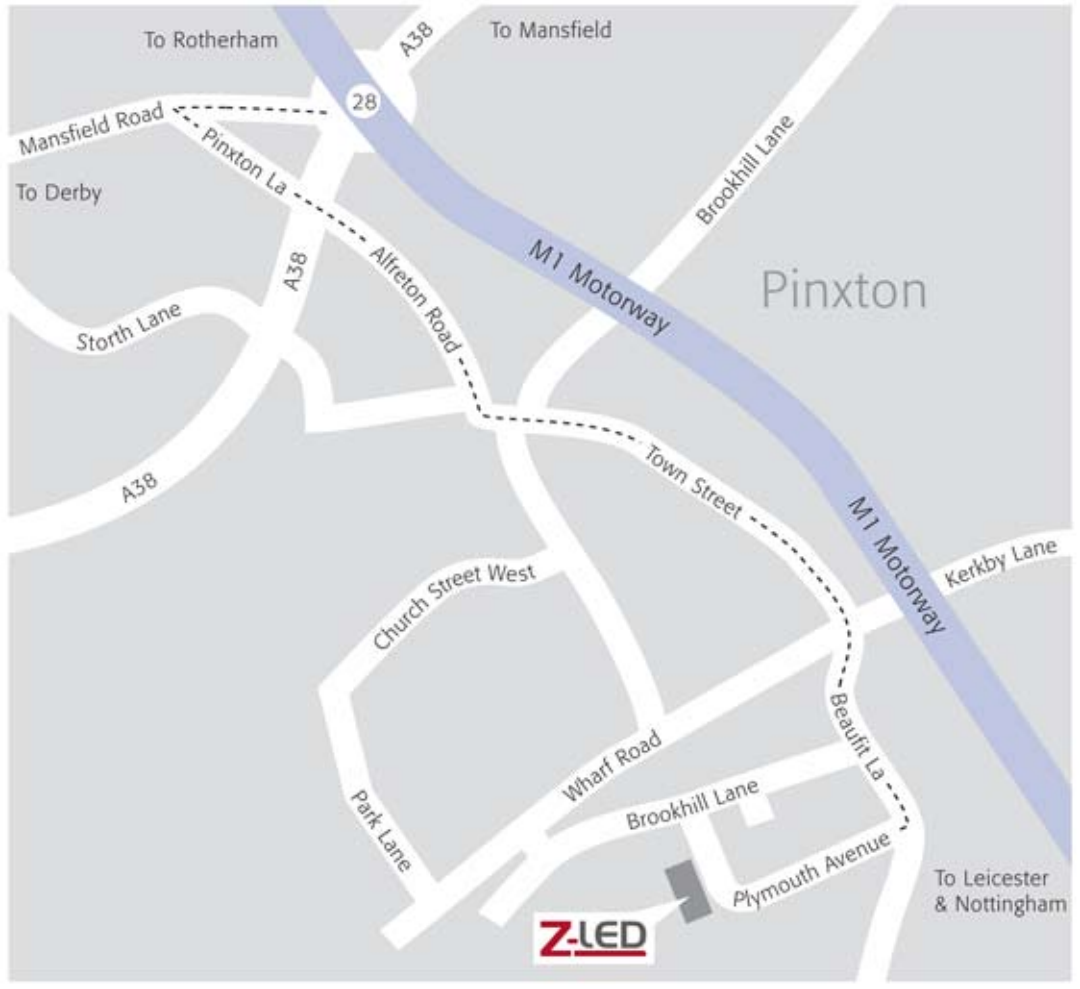 To Rotherham
A38
To Mansfield
28
Mansfield Road
Pinxton La
To Derby
Brookhill Lane
A38
Alfreton Road
M1 Motorway
Pinxton
Storth Lane
A38
Town Street
M1 Motorway
Kerkby Lane
Church Street West
Beaufit La
Wharf Road
Brookhill Lane
Park Lane
Plymouth Avenue
To Leicester
& Nottingham
Z-LED